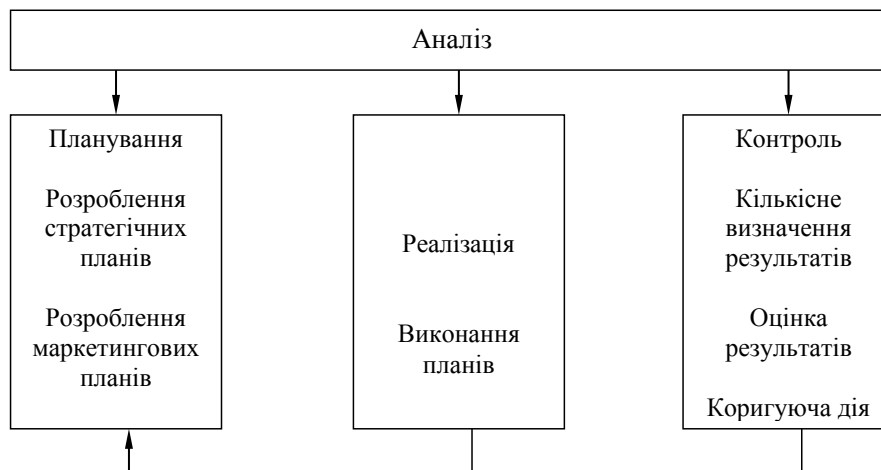 Аналіз
Планування
Розроблення
стратегічних
планів
Розроблення
маркетингових
планів
Реалізація
Виконання
планів
Контроль
Кількісне
визначення
результатів
Оцінка
результатів
Коригуюча дія